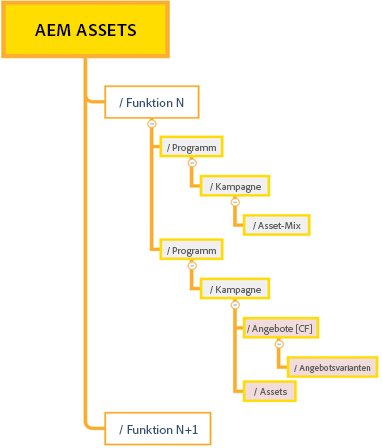 AEM ASSETS
/ Funktion N
/ Programm
/ Kampagne
/ Asset-Mix
/ Programm
/ Kampagne
/ Angebote [CF]
/ Angebotsvarianten
/ Assets
/ Funktion N+1